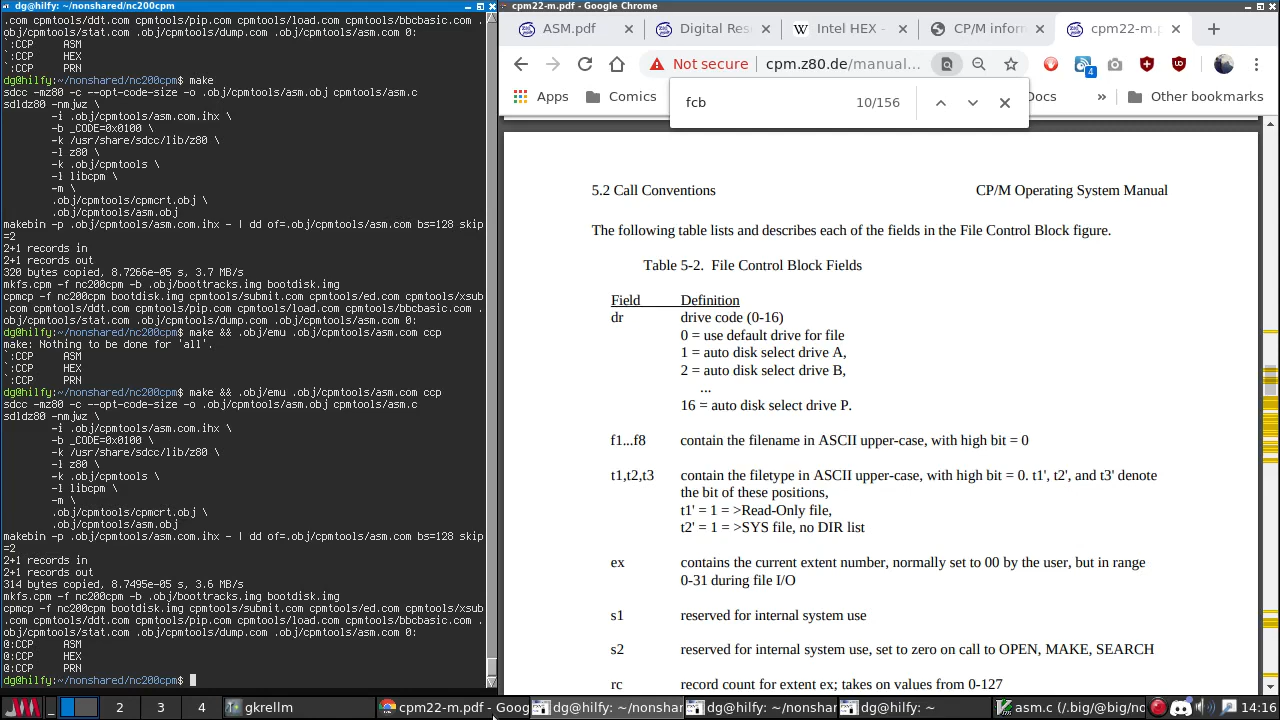 dg@hilfy: ~/nonshared/nc200cpm
.com cpmtools/ddt.com cpmtools/pip.com cpmtools/load.com cpmtools/bbcbasic.com .
obj/cpmtools/stat.com .obj/cpmtools/dump.com .obj/cpmtools/asm.com 0:
`:CCP     ASM
`:CCP     HEX
`:CCP     PRN
dg@hilfy:~/nonshared/nc200cpm$ make
sdcc -mz80 -c --opt-code-size -o .obj/cpmtools/asm.obj cpmtools/asm.c
sdldz80 -nmjwz \
-i .obj/cpmtools/asm.com.ihx \
-b _CODE=0x0100 \
-k /usr/share/sdcc/lib/z80 \
-l z80 \
-k .obj/cpmtools \
-l libcpm \
-m \
.obj/cpmtools/cpmcrt.obj \
.obj/cpmtools/asm.obj
makebin -p .obj/cpmtools/asm.com.ihx - | dd of=.obj/cpmtools/asm.com bs=128 skip
=2
2+1 records in
2+1 records out
320 bytes copied, 8.7266e-05 s, 3.7 MB/s
mkfs.cpm -f nc200cpm -b .obj/boottracks.img bootdisk.img
cpmcp -f nc200cpm bootdisk.img cpmtools/submit.com cpmtools/ed.com cpmtools/xsub
.com cpmtools/ddt.com cpmtools/pip.com cpmtools/load.com cpmtools/bbcbasic.com .
obj/cpmtools/stat.com .obj/cpmtools/dump.com .obj/cpmtools/asm.com 0:
dg@hilfy:~/nonshared/nc200cpm$ make && .obj/emu .obj/cpmtools/asm.com ccp
make: Nothing to be done for 'all'.
`:CCP     ASM
`:CCP     HEX
`:CCP     PRN
dg@hilfy:~/nonshared/nc200cpm$ make && .obj/emu .obj/cpmtools/asm.com ccp
sdcc -mz80 -c --opt-code-size -o .obj/cpmtools/asm.obj cpmtools/asm.c
sdldz80 -nmjwz \
-i .obj/cpmtools/asm.com.ihx \
-b _CODE=0x0100 \
-k /usr/share/sdcc/lib/z80 \
-l z80 \
-k .obj/cpmtools \
-l libcpm \
-m \
.obj/cpmtools/cpmcrt.obj \
.obj/cpmtools/asm.obj
makebin -p .obj/cpmtools/asm.com.ihx - | dd of=.obj/cpmtools/asm.com bs=128 skip
=2
2+1 records in
2+1 records out
314 bytes copied, 8.7495e-05 s, 3.6 MB/s
mkfs.cpm -f nc200cpm -b .obj/boottracks.img bootdisk.img
cpmcp -f nc200cpm bootdisk.img cpmtools/submit.com cpmtools/ed.com cpmtools/xsub
.com cpmtools/ddt.com cpmtools/pip.com cpmtools/load.com cpmtools/bbcbasic.com .
obj/cpmtools/stat.com .obj/cpmtools/dump.com .obj/cpmtools/asm.com 0:
@:CCP     ASM
@:CCP     HEX
@:CCP     PRN
dg@hilfy:~/nonshared/nc200cpm$
cpm22-m.pdf - Google Chrome
ASM.pdf Digital Res Intel HEX - CP/M infor cpm22-m.p
Not secure cpm.z80.de/manual... 4
Apps Comics Docs » Other bookmarks
fcb 10/156
5.2 Call Conventions CP/M Operating System Manual
The following table lists and describes each of the fields in the File Control Block figure.
Table 5-2. File Control Block Fields
Field Definition
dr drive code (0-16)
0 = use default drive for file
1 = auto disk select drive A,
2 = auto disk select drive B,
...
16 = auto disk select drive P.
f1...f8 contain the filename in ASCII upper-case, with high bit = 0
t1,t2,t3 contain the filetype in ASCII upper-case, with high bit = 0. t1', t2', and t3' denote
the bit of these positions,
t1' = 1 = >Read-Only file,
t2' = 1 = >SYS file, no DIR list
ex contains the current extent number, normally set to 00 by the user, but in range
0-31 during file I/O
s1 reserved for internal system use
s2 reserved for internal system use, set to zero on call to OPEN, MAKE, SEARCH
rc record count for extent ex; takes on values from 0-127
2 3 4 gkrellm cpm22-m.pdf - Goog dg@hilfy: ~/nonshar dg@hilfy: ~/nonshar dg@hilfy: ~ asm.c (/.big/@big/no 14:16